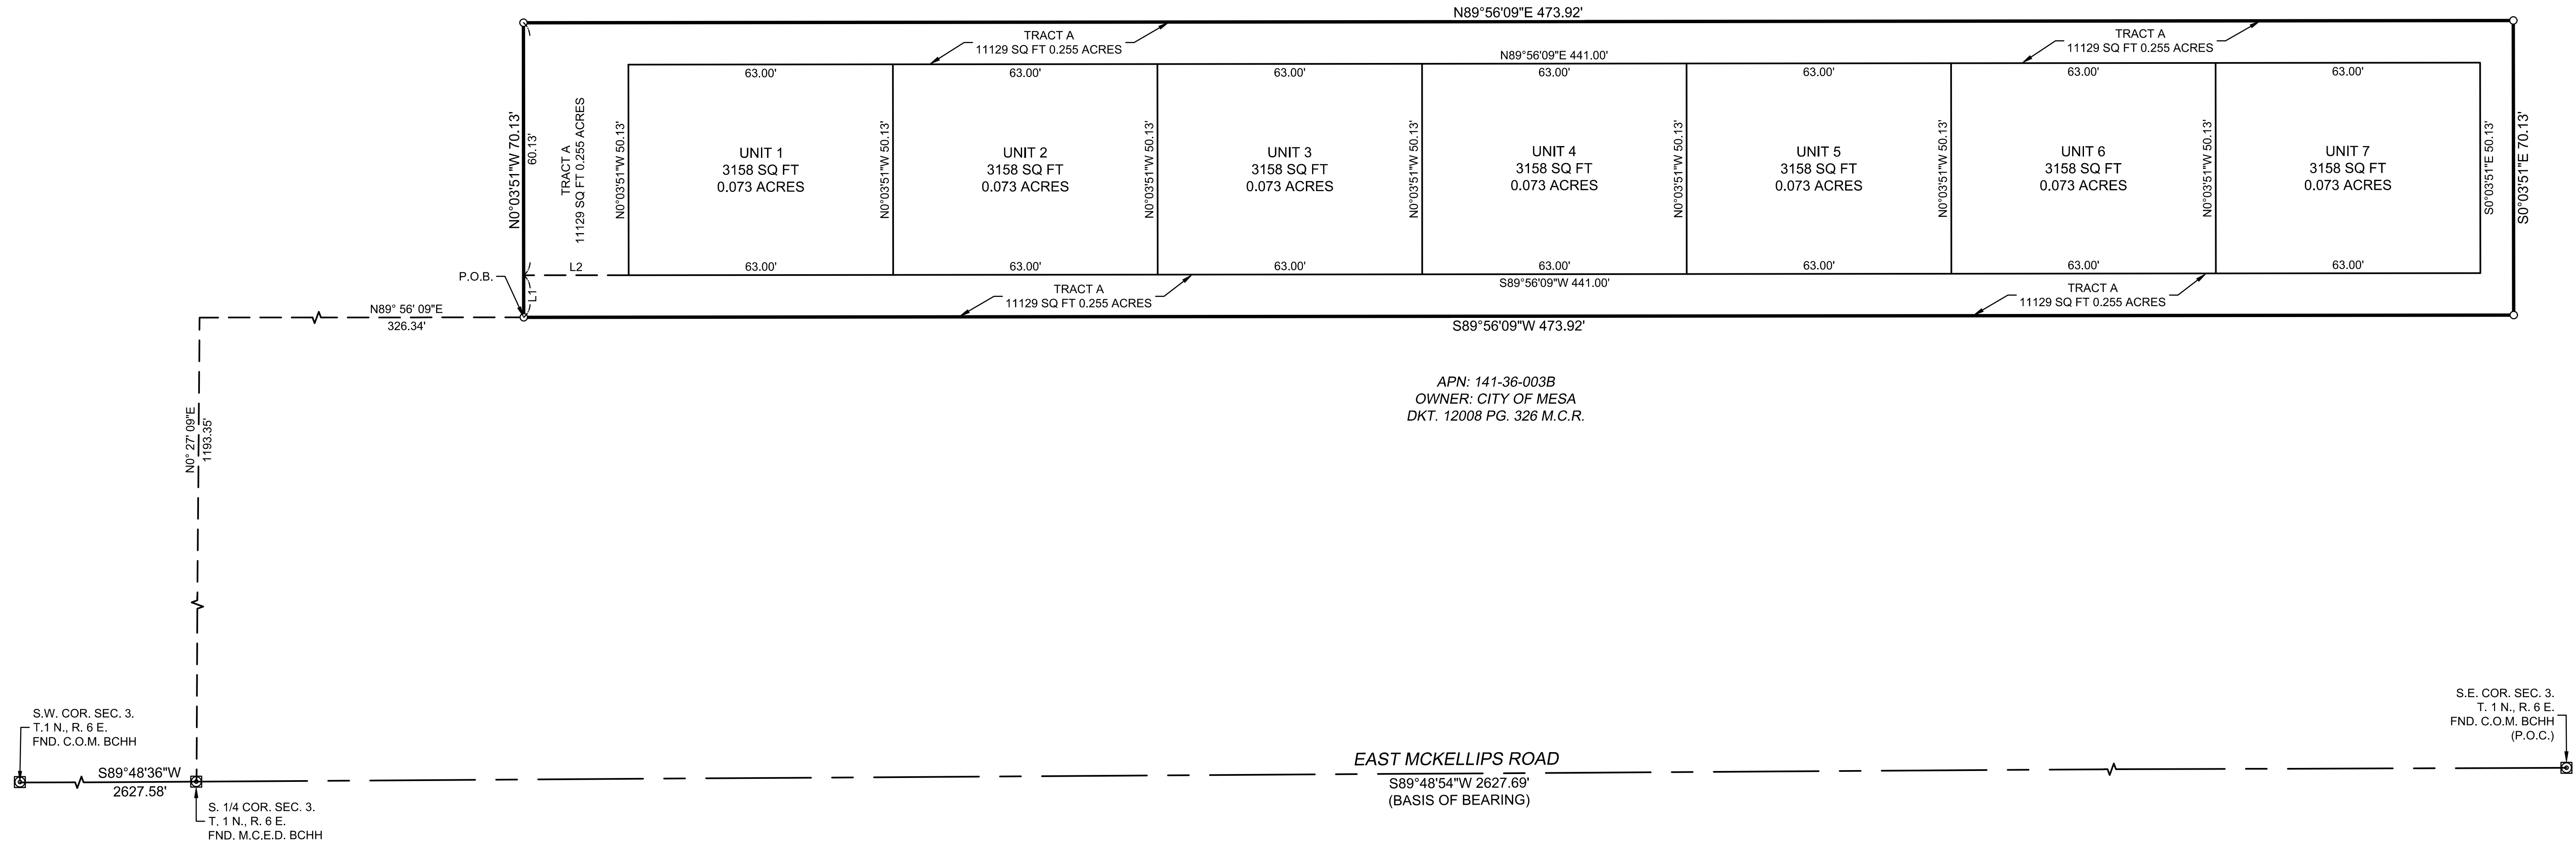 N89°56'09"E 473.92'
TRACT A
11129 SQ FT 0.255 ACRES
TRACT A
11129 SQ FT 0.255 ACRES
N89°56'09"E 441.00'
63.00'
63.00'
63.00'
63.00'
63.00'
63.00'
63.00'
N0°03'51"W 70.13'
60.13'
TRACT A
11129 SQ FT 0.255 ACRES
N0°03'51"W 50.13'
UNIT 1
3158 SQ FT
0.073 ACRES
N0°03'51"W 50.13'
UNIT 2
3158 SQ FT
0.073 ACRES
N0°03'51"W 50.13'
UNIT 3
3158 SQ FT
0.073 ACRES
N0°03'51"W 50.13'
UNIT 4
3158 SQ FT
0.073 ACRES
N0°03'51"W 50.13'
UNIT 5
3158 SQ FT
0.073 ACRES
N0°03'51"W 50.13'
UNIT 6
3158 SQ FT
0.073 ACRES
N0°03'51"W 50.13'
UNIT 7
3158 SQ FT
0.073 ACRES
S0°03'51"E 50.13'
S0°03'51"E 70.13'
L2
63.00'
63.00'
63.00'
63.00'
63.00'
63.00'
63.00'
P.O.B.
L1
S89°56'09"W 441.00'
TRACT A
11129 SQ FT 0.255 ACRES
TRACT A
11129 SQ FT 0.255 ACRES
N89° 56' 09"E
326.34'
S89°56'09"W 473.92'
APN: 141-36-003B
OWNER: CITY OF MESA
DKT. 12008 PG. 326 M.C.R.
N0° 27' 09"E
1193.35'
S.W. COR. SEC. 3.
T.1 N., R. 6 E.
FND. C.O.M. BCHH
S.E. COR. SEC. 3.
T. 1 N., R. 6 E.
FND. C.O.M. BCHH
(P.O.C.)
S89°48'36"W
2627.58'
EAST MCKELLIPS ROAD
S89°48'54"W 2627.69'
(BASIS OF BEARING)
S. 1/4 COR. SEC. 3.
T. 1 N., R. 6 E.
FND. M.C.E.D. BCHH